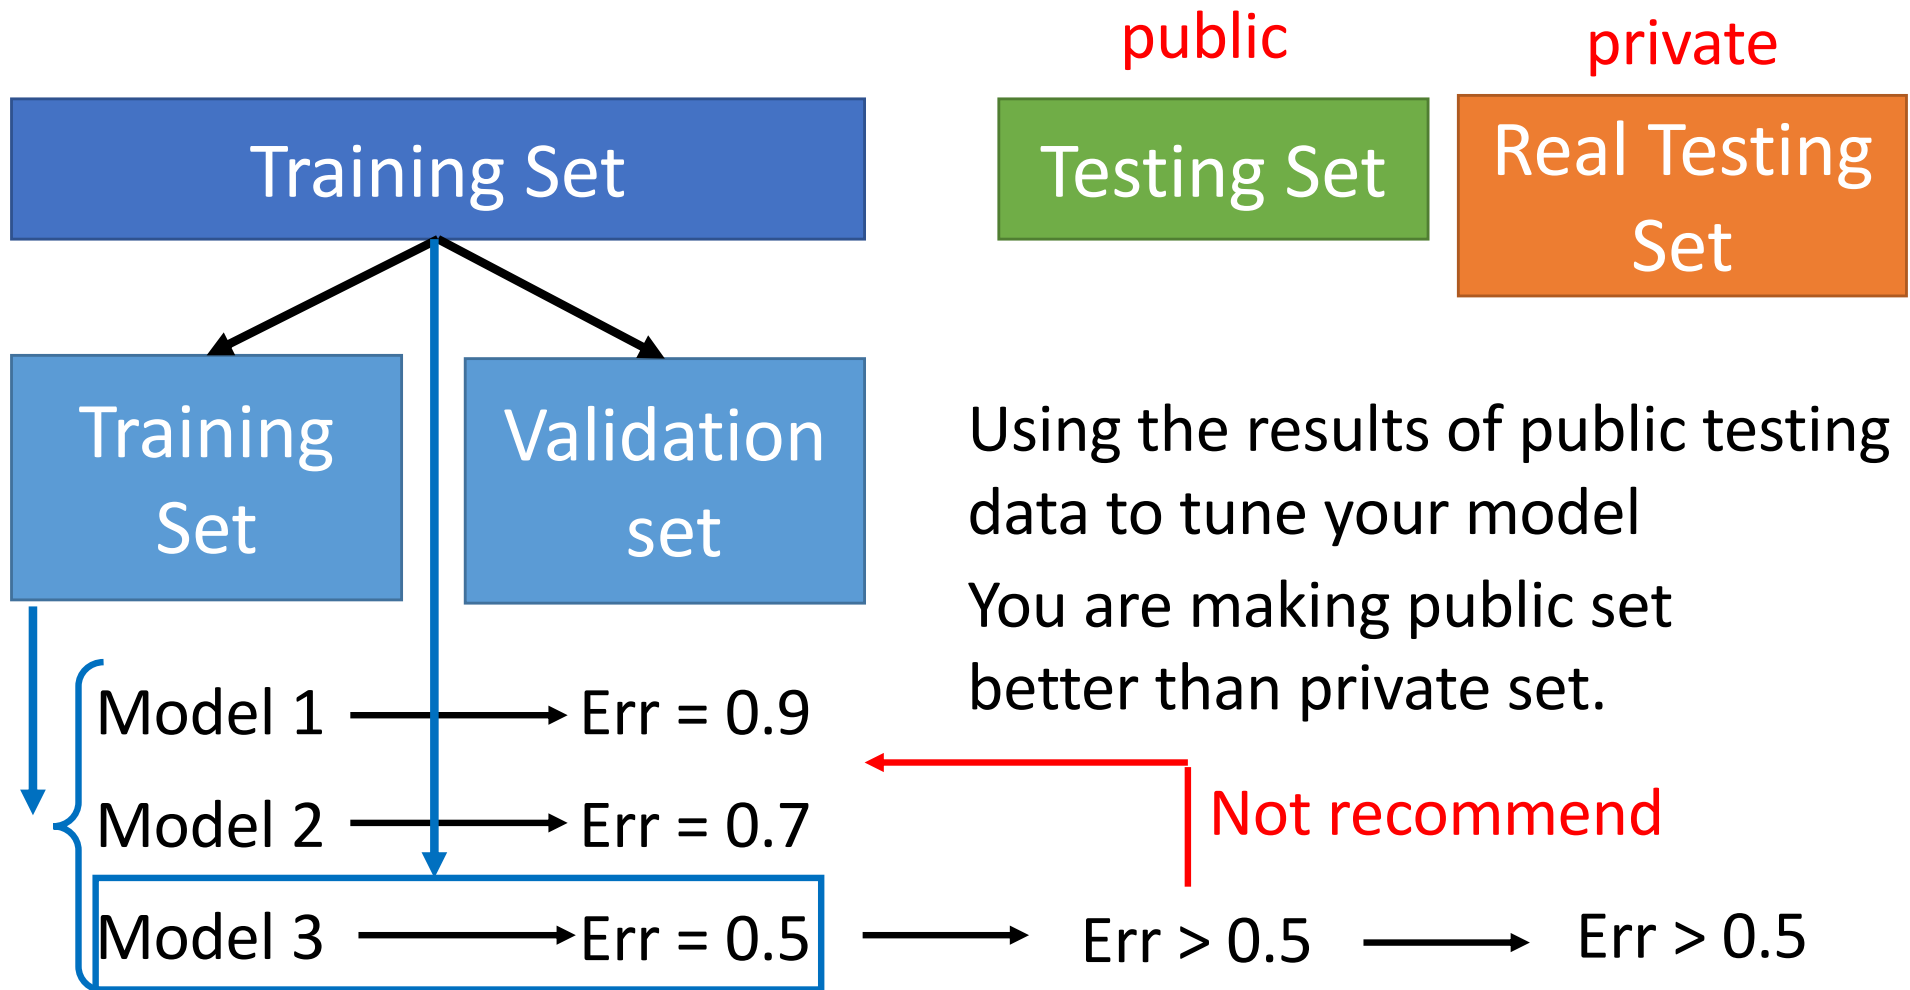 public
private
Training Set
Testing Set
Real Testing
Set
Training
Set
Validation
set
Using the results of public testing
data to tune your model
You are making public set
better than private set.
Model 1
Err = 0.9
Model 2
Err = 0.7
Not recommend
Model 3
Err = 0.5
Err > 0.5
Err > 0.5